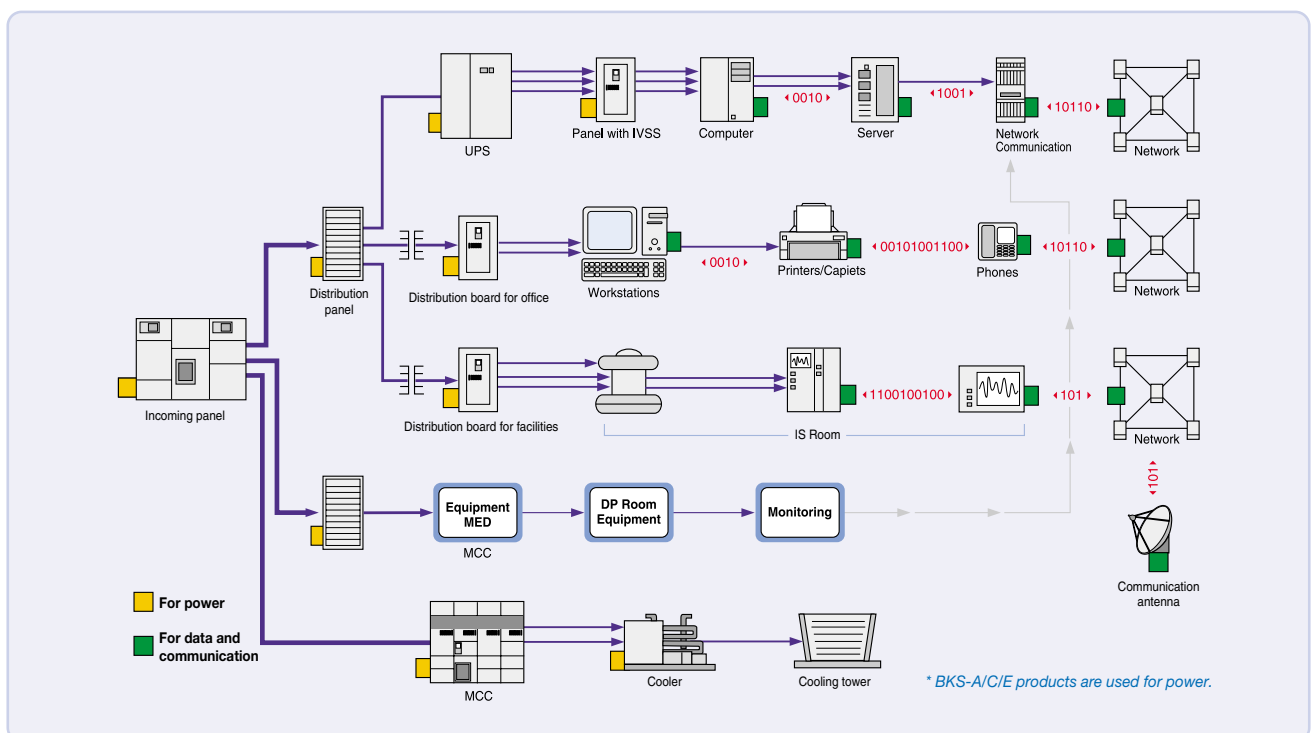 UPS
Panel with IVSS
Computer
0010
Server
1001
Network
Communication
10110
Network
Distribution
panel
Distribution board for office
Workstations
0010
Printers/Capiets
00101001100
Phones
10110
Network
Incoming panel
Distribution board for facilities
IS Room
1100100100
101
Network
101
Communication
antenna
Equipment
MED
MCC
DP Room
Equipment
Monitoring
For power
For data and
communication
MCC
Cooler
Cooling tower
* BKS-A/C/E products are used for power.